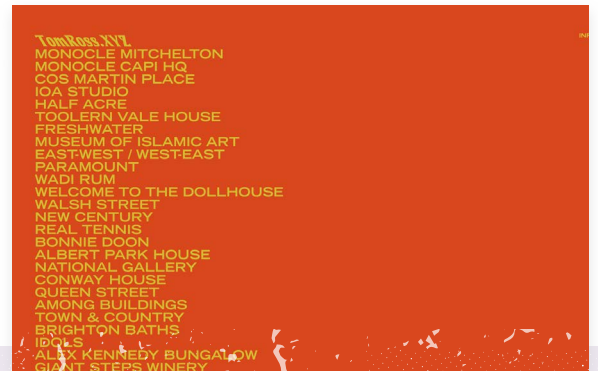 TomRoss.XYZ
MONOCLE MITCHELTON
MONOCLE CAPI HQ
COS MARTIN PLACE
IOA STUDIO
HALF ACRE
TOOLERN VALE HOUSE
FRESHWATER
MUSEUM OF ISLAMIC ART
EAST-WEST / WEST-EAST
PARAMOUNT
WADI RUM
WELCOME TO THE DOLLHOUSE
WALSH STREET
NEW CENTURY
REAL TENNIS
BONNIE DOON
ALBERT PARK HOUSE
NATIONAL GALLERY
CONWAY HOUSE
QUEEN STREET
AMONG BUILDINGS
TOWN & COUNTRY
BRIGHTON BATHS
IDOLS
ALEX KENNEDY BUNGALOW
GIANT STEPS WINERY